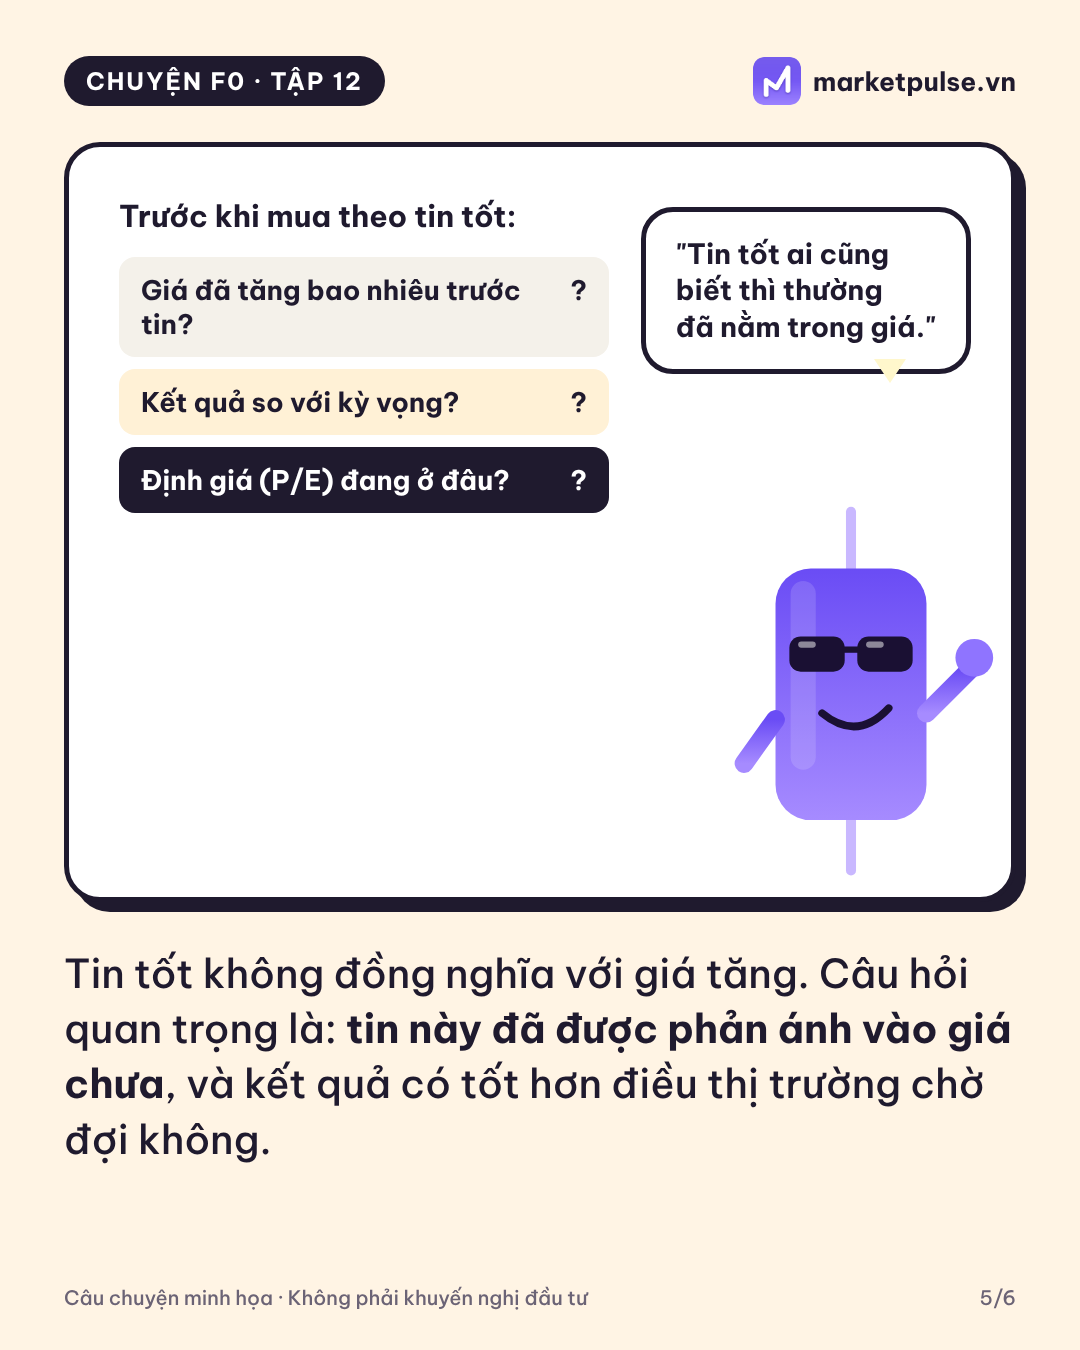 CHUYỆN F0 · TẬP 12
marketpulse.vn
Trước khi mua theo tin tốt:
Giá đã tăng bao nhiêu trước ?
tin?
Kết quả so với kỳ vọng? ?
Định giá (P/E) đang ở đâu? ?
"Tin tốt ai cũng
biết thì thường
đã nằm trong giá."
Tin tốt không đồng nghĩa với giá tăng. Câu hỏi
quan trọng là: tin này đã được phản ánh vào giá
chưa, và kết quả có tốt hơn điều thị trường chờ
đợi không.
Câu chuyện minh họa · Không phải khuyến nghị đầu tư
5/6